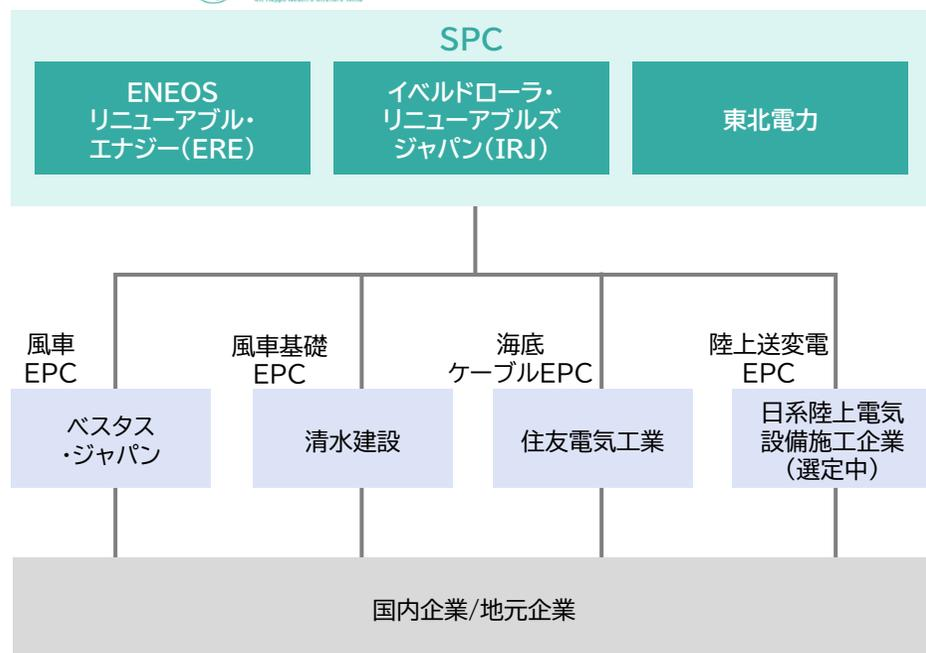 SPC
ENEOS
リニューアブル・
エナジー(ERE)
イベルドローラ・
リニューアブルズ
ジャパン(IRJ)
東北電力
風車
EPC
風車基礎
EPC
海底
ケーブルEPC
陸上送変電
EPC
ベスタス
・ジャパン
清水建設
住友電気工業
日系陸上電気
設備施工企業
(選定中)
国内企業/地元企業